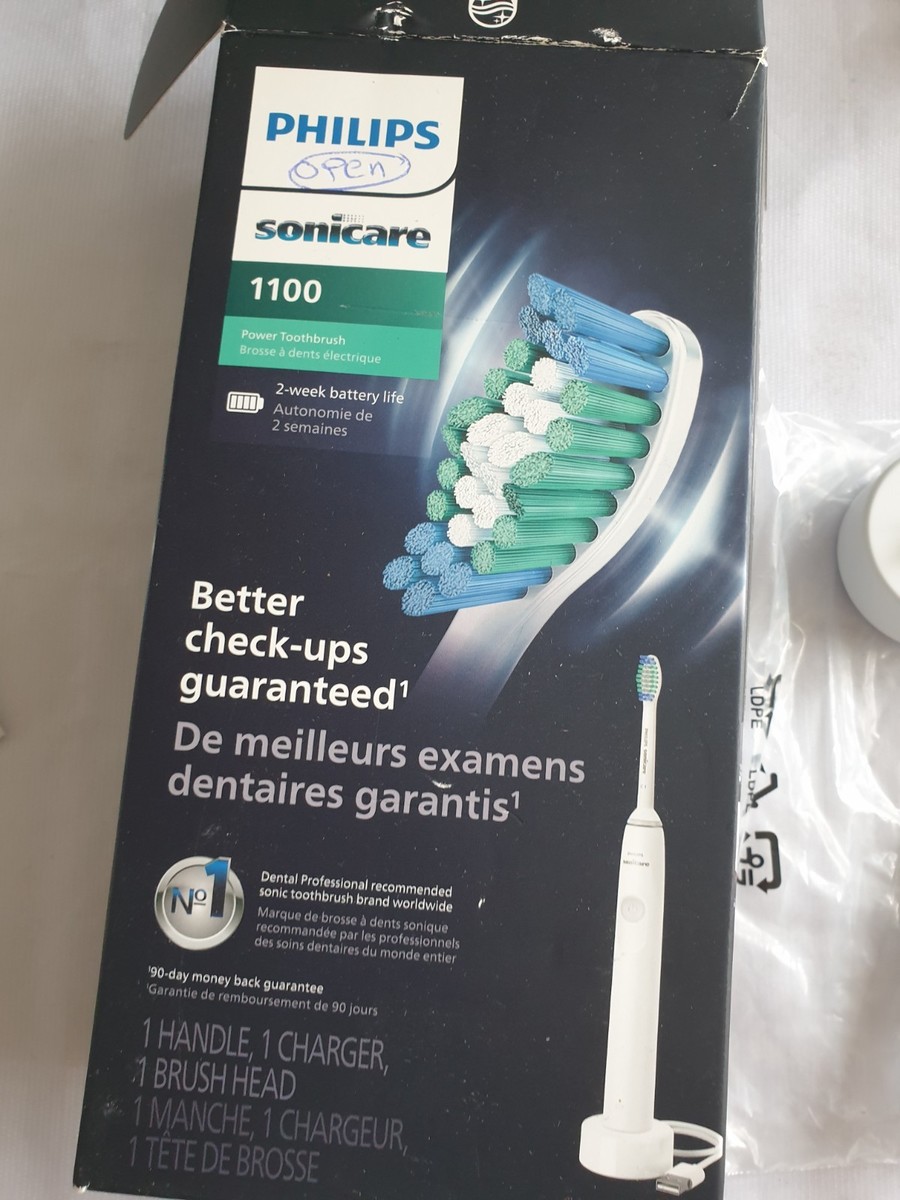 PHILIPS
open
sonicare
1100
Power Toothbrush
Brosse à dents électrique
2-week battery life
Autonomie de
2 semaines
Better
check-ups
guaranteed¹
De meilleurs examens
dentaires garantis¹
Nº1
Dental Professional recommended
sonic toothbrush brand worldwide
Marque de brosse à dents sonique
recommandée par les professionnels
des soins dentaires du monde entier
¹90-day money back guarantee
¹Garantie de remboursement de 90 jours
1 HANDLE, 1 CHARGER,
1 BRUSH HEAD
1 MANCHE, 1 CHARGEUR,
1 TÊTE DE BROSSE
LDPE